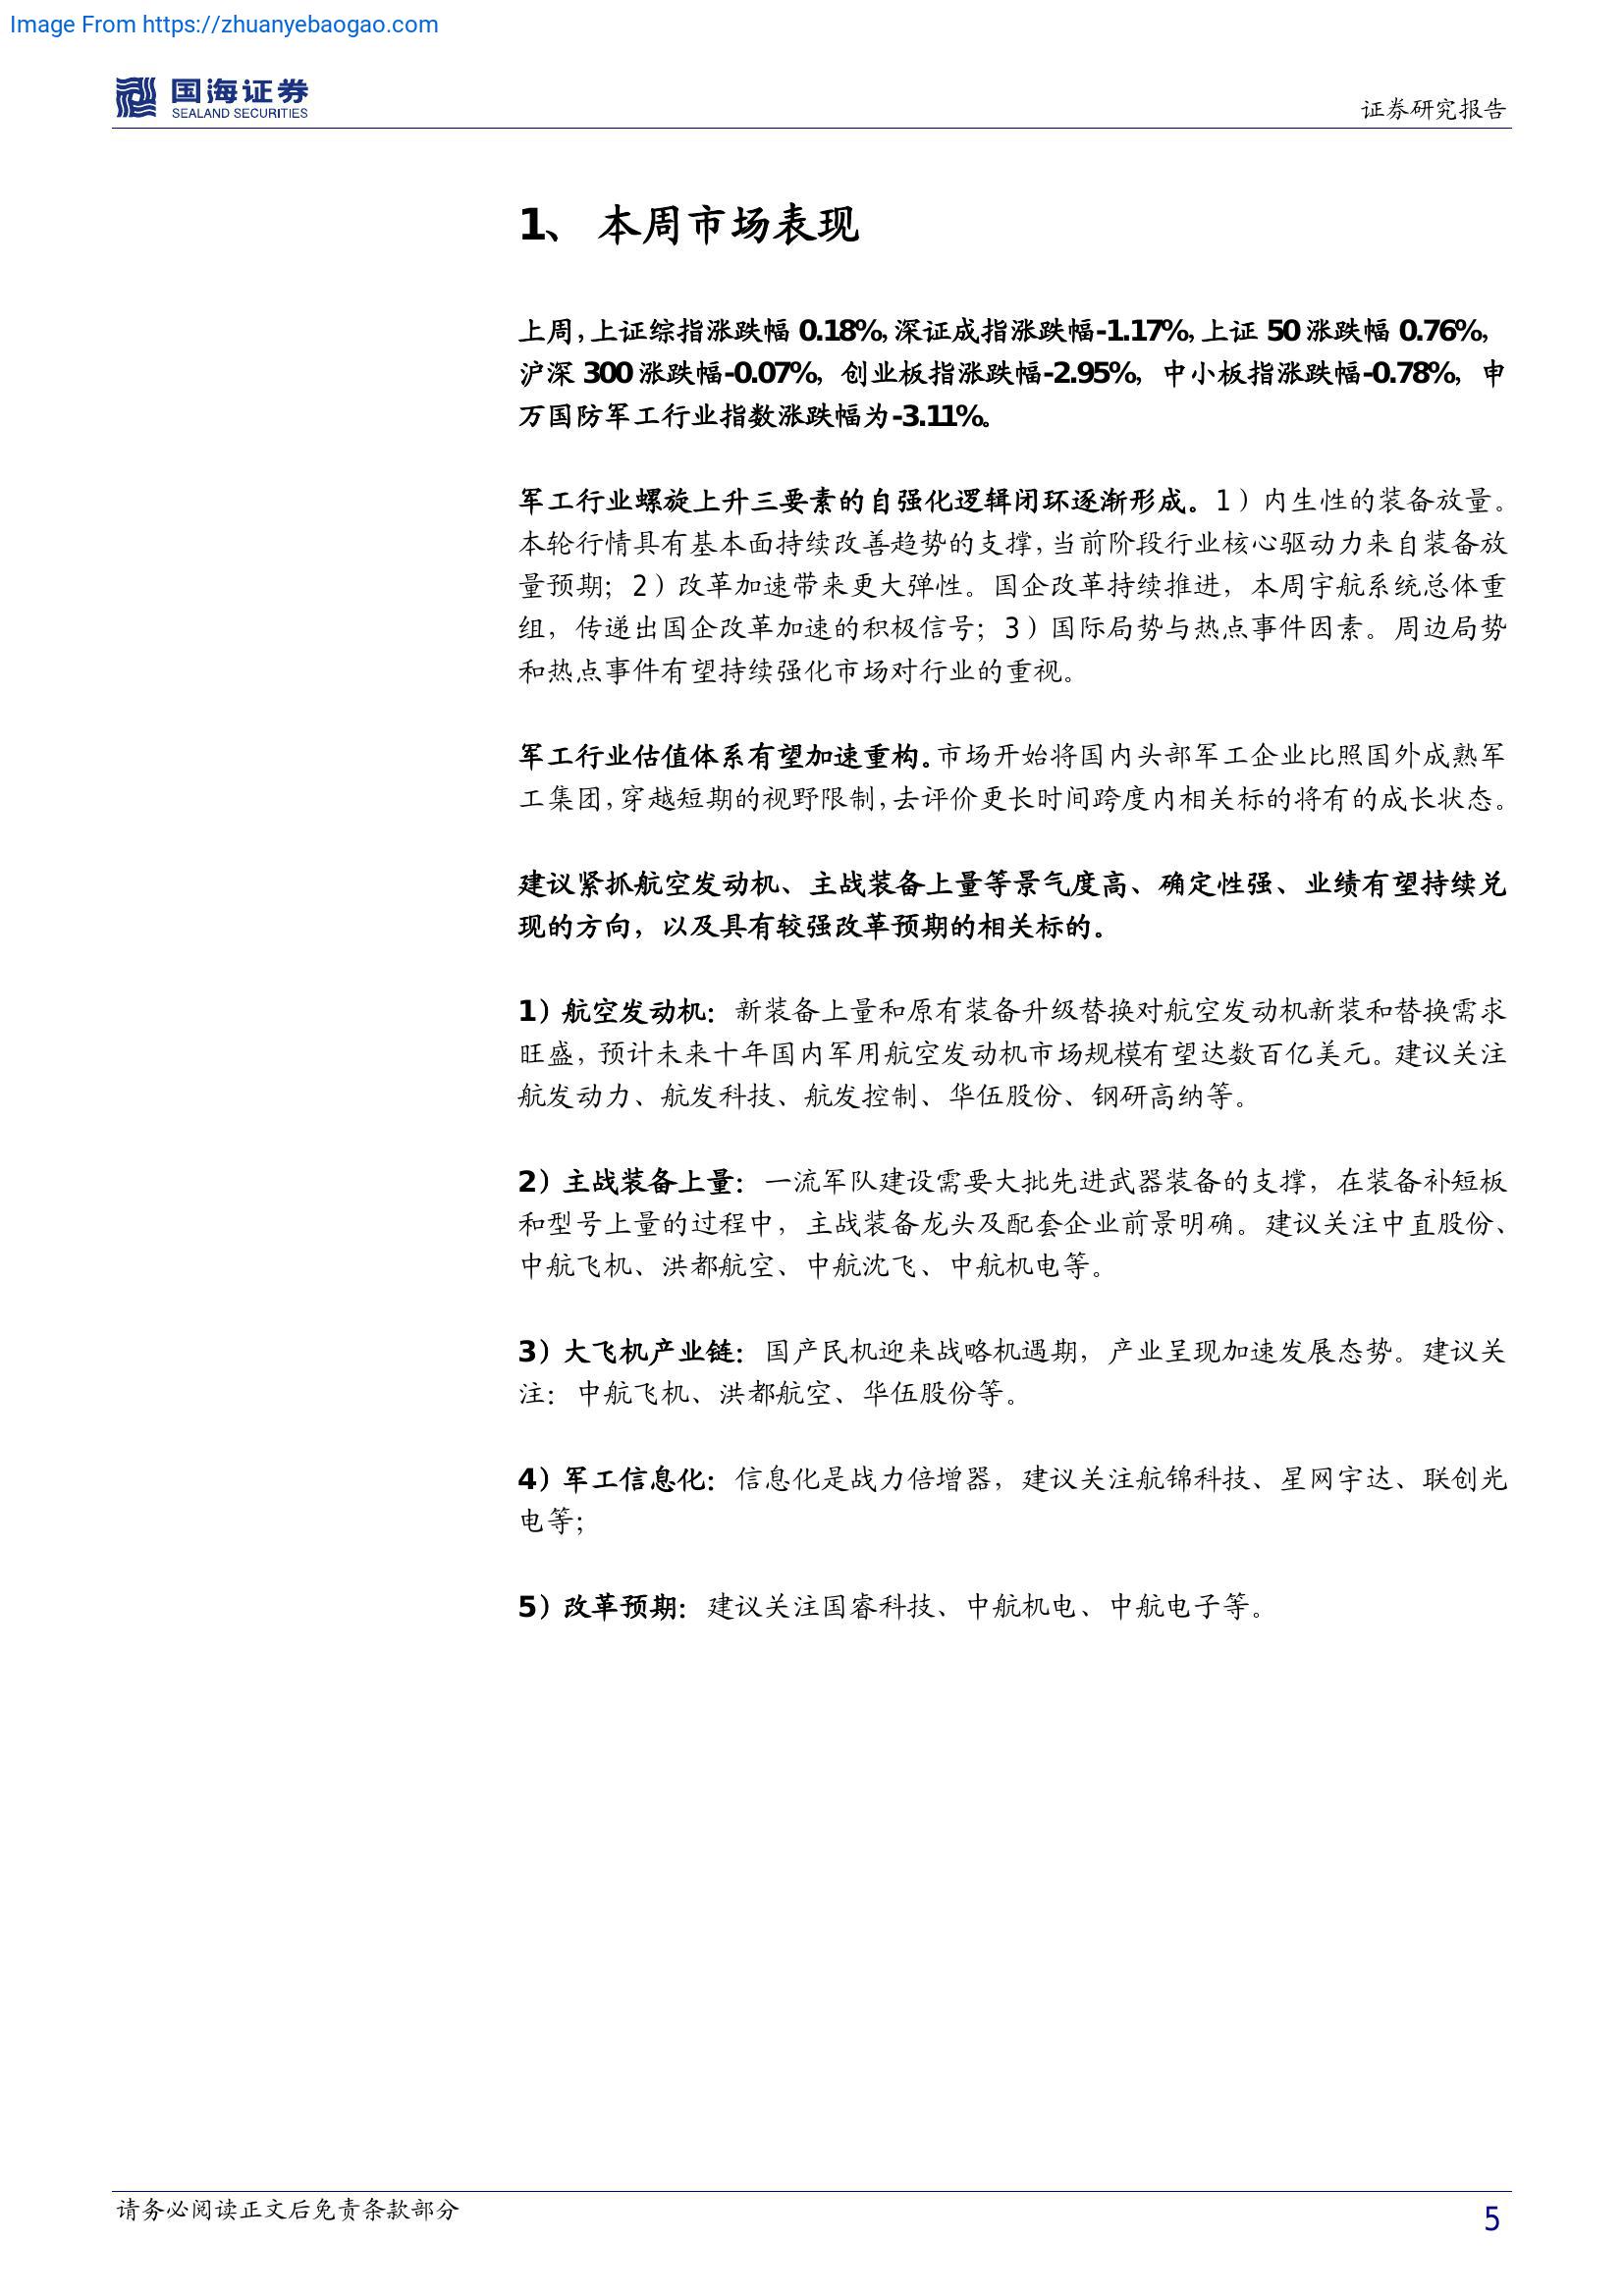 Image From https://zhuanyebaogao.com
国海证券
SEALAND SECURITIES
证券研究报告
1、 本周市场表现
上周，上证综指涨跌幅 0.18%，深证成指涨跌幅-1.17%，上证 50 涨跌幅 0.76%，
沪深 300 涨跌幅-0.07%，创业板指涨跌幅-2.95%，中小板指涨跌幅-0.78%，申
万国防军工行业指数涨跌幅为-3.11%。
军工行业螺旋上升三要素的自强化逻辑闭环逐渐形成。1）内生性的装备放量。
本轮行情具有基本面持续改善趋势的支撑，当前阶段行业核心驱动力来自装备放
量预期；2）改革加速带来更大弹性。国企改革持续推进，本周宇航系统总体重
组，传递出国企改革加速的积极信号；3）国际局势与热点事件因素。周边局势
和热点事件有望持续强化市场对行业的重视。
军工行业估值体系有望加速重构。市场开始将国内头部军工企业比照国外成熟军
工集团，穿越短期的视野限制，去评价更长时间跨度内相关标的将有的成长状态。
建议紧抓航空发动机、主战装备上量等景气度高、确定性强、业绩有望持续兑
现的方向，以及具有较强改革预期的相关标的。
1）航空发动机：新装备上量和原有装备升级替换对航空发动机新装和替换需求
旺盛，预计未来十年国内军用航空发动机市场规模有望达数百亿美元。建议关注
航发动力、航发科技、航发控制、华伍股份、钢研高纳等。
2）主战装备上量：一流军队建设需要大批先进武器装备的支撑，在装备补短板
和型号上量的过程中，主战装备龙头及配套企业前景明确。建议关注中直股份、
中航飞机、洪都航空、中航沈飞、中航机电等。
3）大飞机产业链：国产民机迎来战略机遇期，产业呈现加速发展态势。建议关
注：中航飞机、洪都航空、华伍股份等。
4）军工信息化：信息化是战力倍增器，建议关注航锦科技、星网宇达、联创光
电等；
5）改革预期：建议关注国睿科技、中航机电、中航电子等。
请务必阅读正文后免责条款部分
5